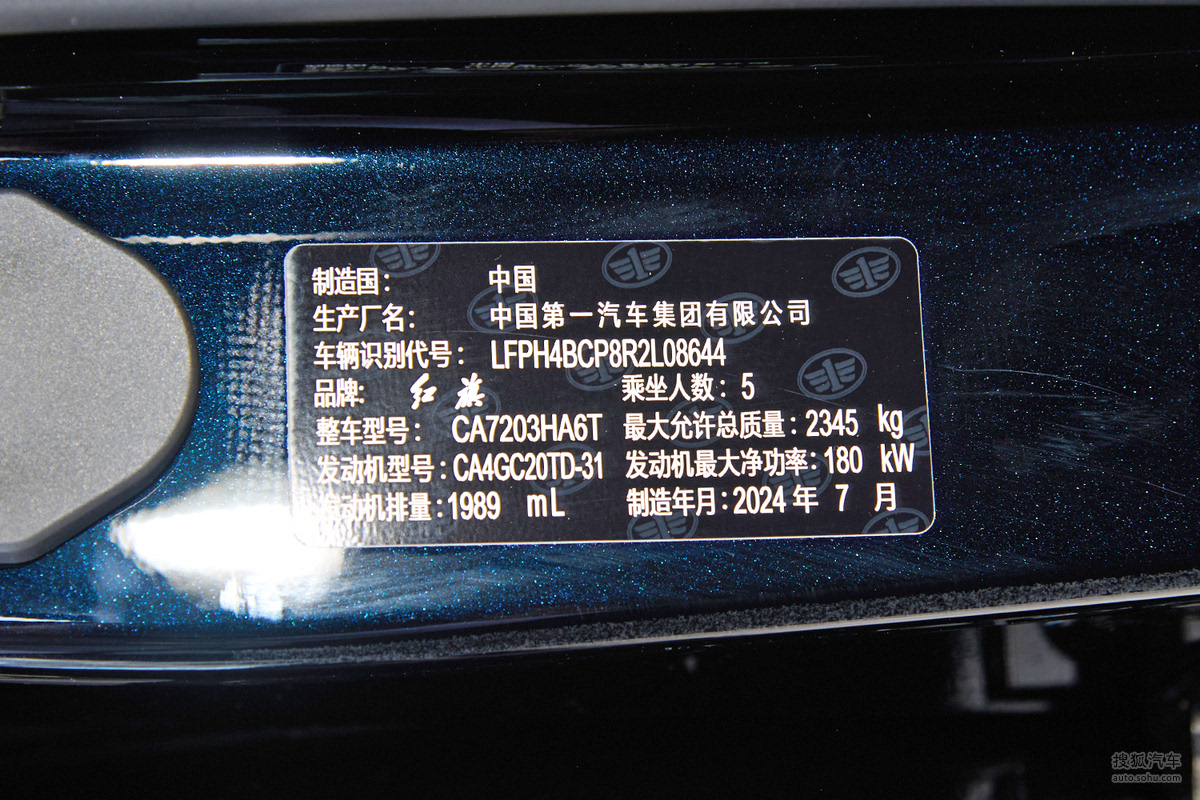 制造国： 中国
生产厂名： 中国第一汽车集团有限公司
车辆识别代号： LFPH4BCP8R2L08644
品牌: 红旗 乘坐人数：5
整车型号： CA7203HA6T 最大允许总质量：2345 kg
发动机型号：CA4GC20TD-31 发动机最大净功率：180 kW
发动机排量：1989 mL 制造年月：2024 年 7 月
搜狐汽车
auto.sohu.com